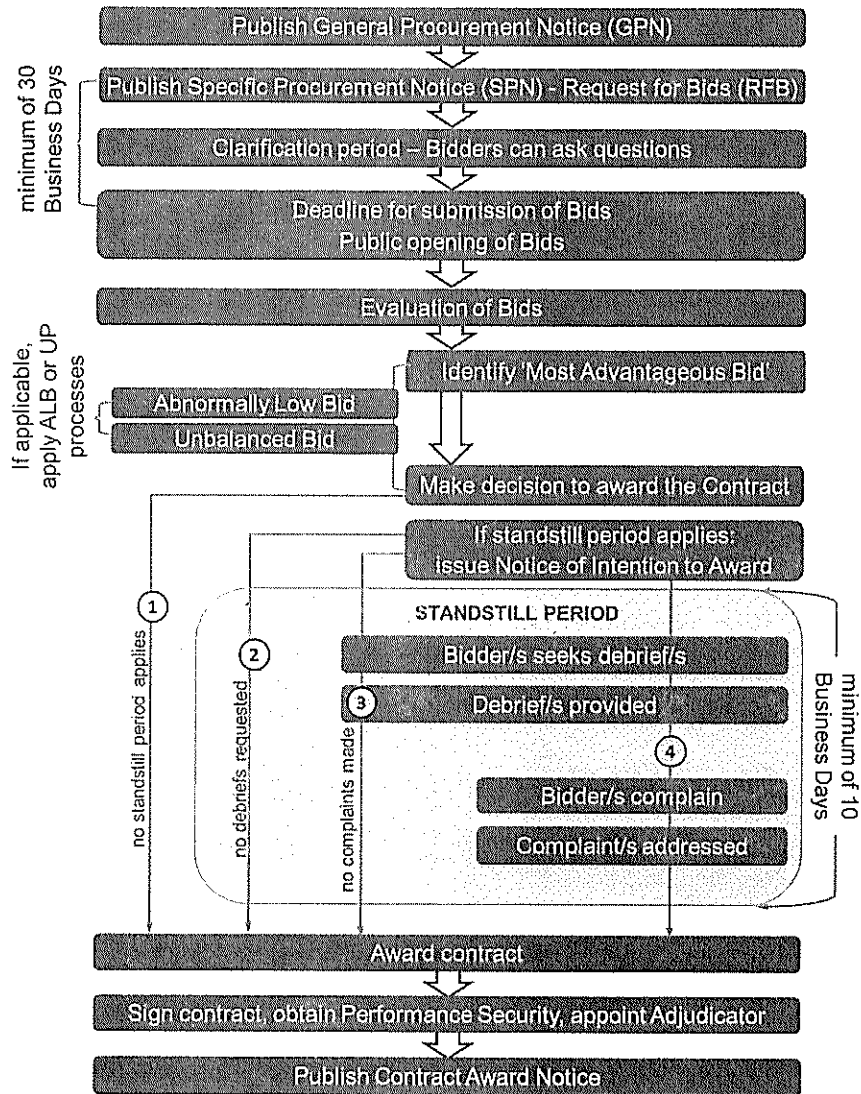 Publish General Procurement Notice (GPN)
minimum of 30
Business Days
Publish Specific Procurement Notice (SPN) - Request for Bids (RFB)
Clarification period – Bidders can ask questions
Deadline for submission of Bids
Public opening of Bids
Evaluation of Bids
If applicable,
apply ALB or UP
processes
Identify 'Most Advantageous Bid'
Abnormally Low Bid
Unbalanced Bid
Make decision to award the Contract
If standstill period applies:
issue Notice of Intention to Award
1
no standstill period applies
STANDSTILL PERIOD
2
no debriefs requested
Bidder/s seeks debrief/s
3
no complaints made
Debrief/s provided
4
Bidder/s complain
Complaint/s addressed
minimum of 10
Business Days
Award contract
Sign contract, obtain Performance Security, appoint Adjudicator
Publish Contract Award Notice